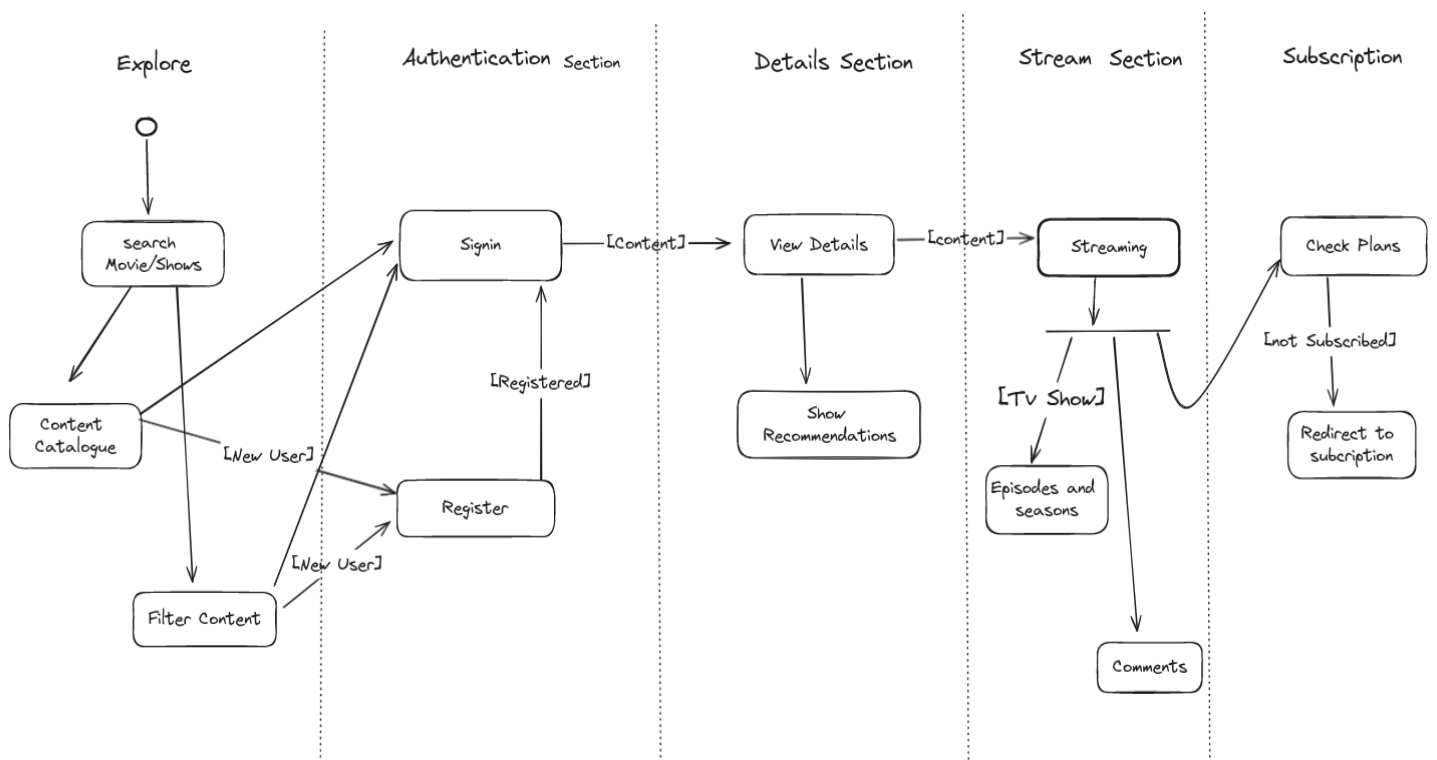 Explore
Authentication Section
Details Section
Stream Section
Subscription
search
Movie/Shows
Signin
[Content]
View Details
[content]
Streaming
Check Plans
[not Subscribed]
[Registered]
[TV Show]
Content
Catalogue
[New User]
Show
Recommendations
Redirect to
subcription
Episodes and
seasons
Register
[New User]
Filter Content
Comments